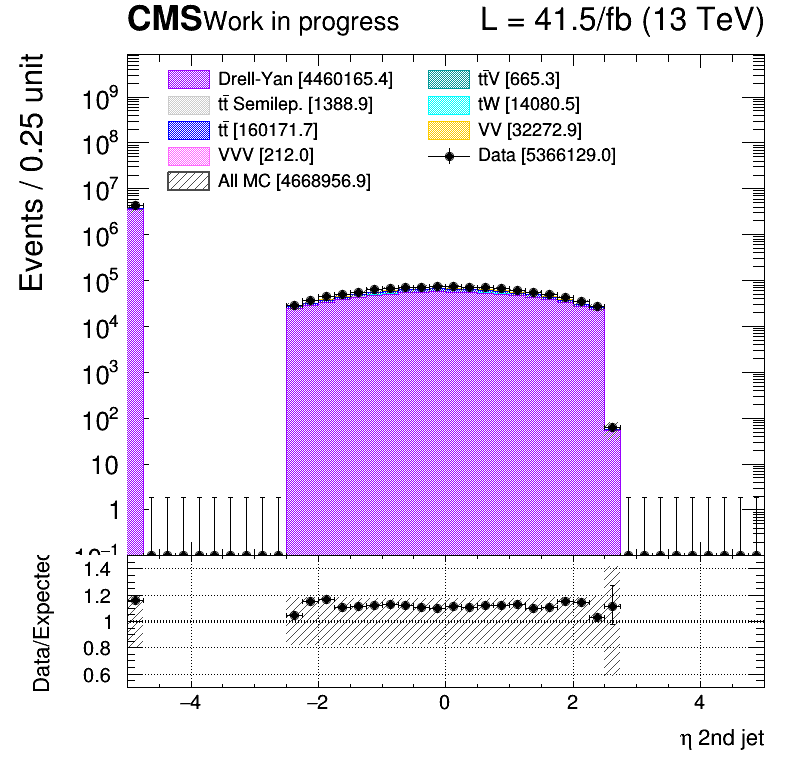 CMS Work in progress L = 41.5/fb (13 TeV)
Drell-Yan [4460165.4]
tt̄ Semilep. [1388.9]
tt̄ [160171.7]
VVV [212.0]
All MC [4668956.9]
tt̄V [665.3]
tW [14080.5]
VV [32272.9]
Data [5366129.0]
Events / 0.25 unit
10⁹
10⁸
10⁷
10⁶
10⁵
10⁴
10³
10²
10
1
10⁻¹
Data/Expected
1.4
1.2
1
0.8
0.6
−4 −2 0 2 4
η 2nd jet